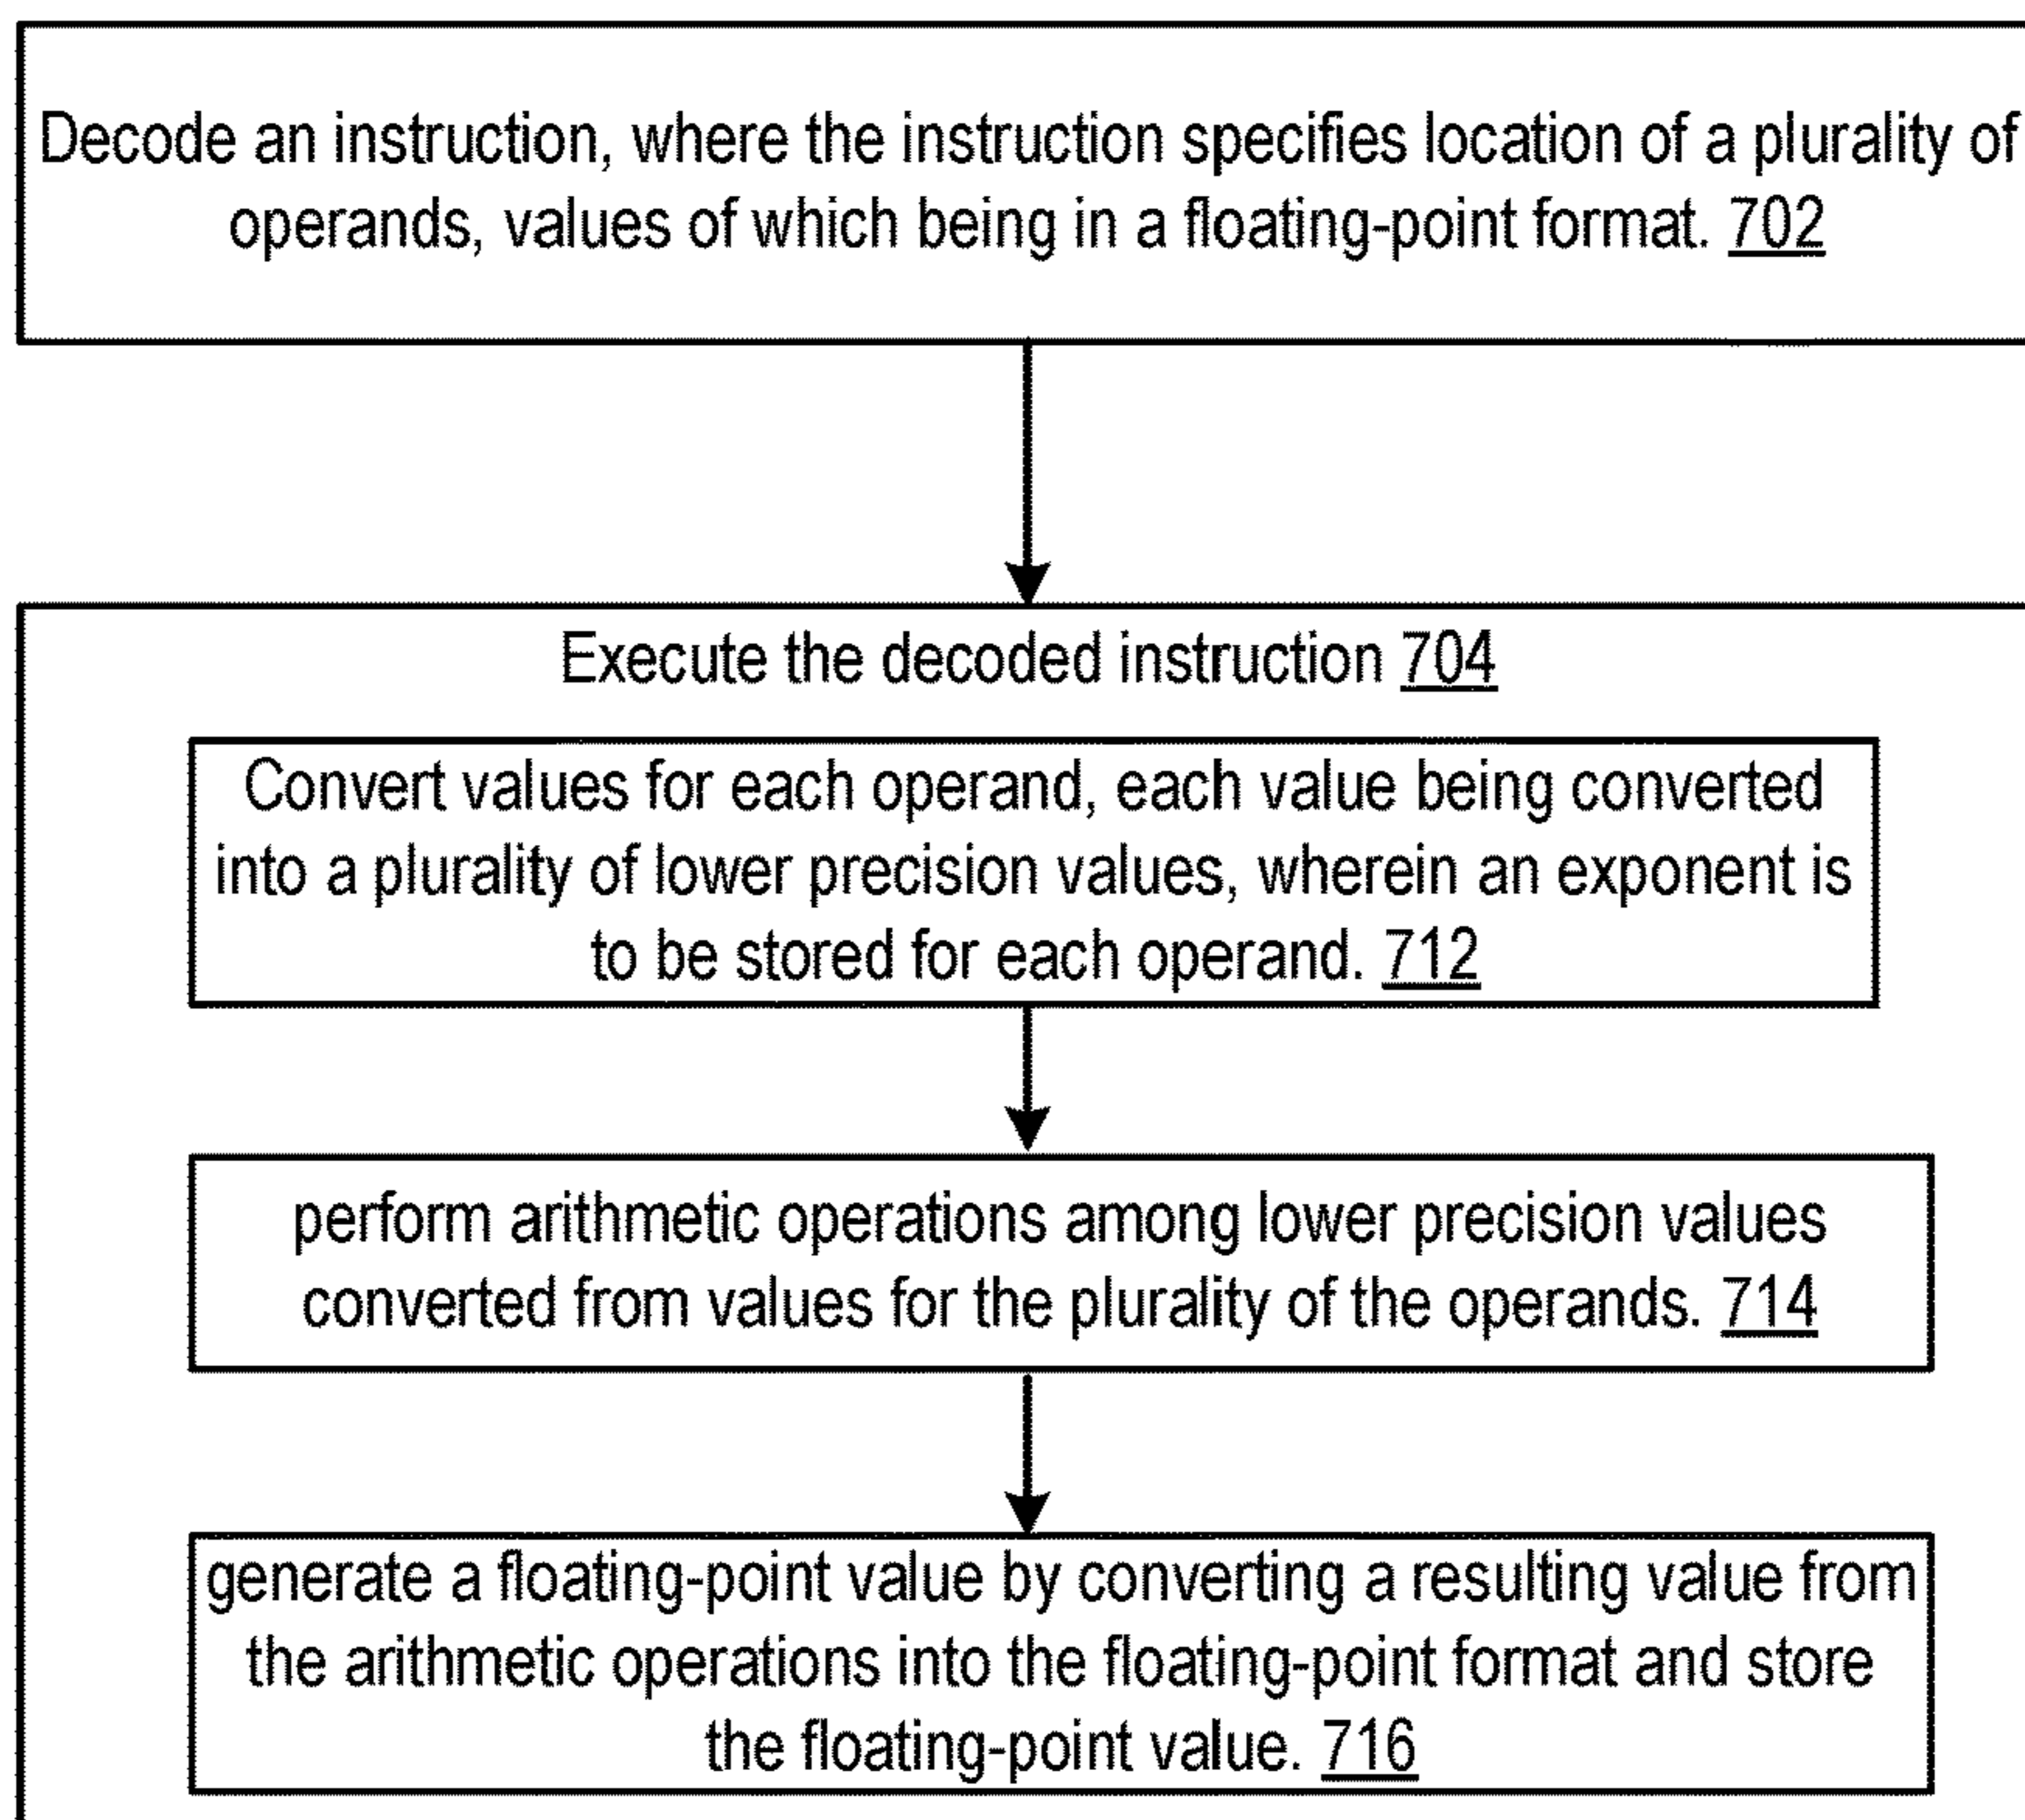 Decode an instruction, where the instruction specifies location of a plurality of
operands, values of which being in a floating-point format. 702
Execute the decoded instruction 704
Convert values for each operand, each value being converted
into a plurality of lower precision values, wherein an exponent is
to be stored for each operand. 712
perform arithmetic operations among lower precision values
converted from values for the plurality of the operands. 714
generate a floating-point value by converting a resulting value from
the arithmetic operations into the floating-point format and store
the floating-point value. 716